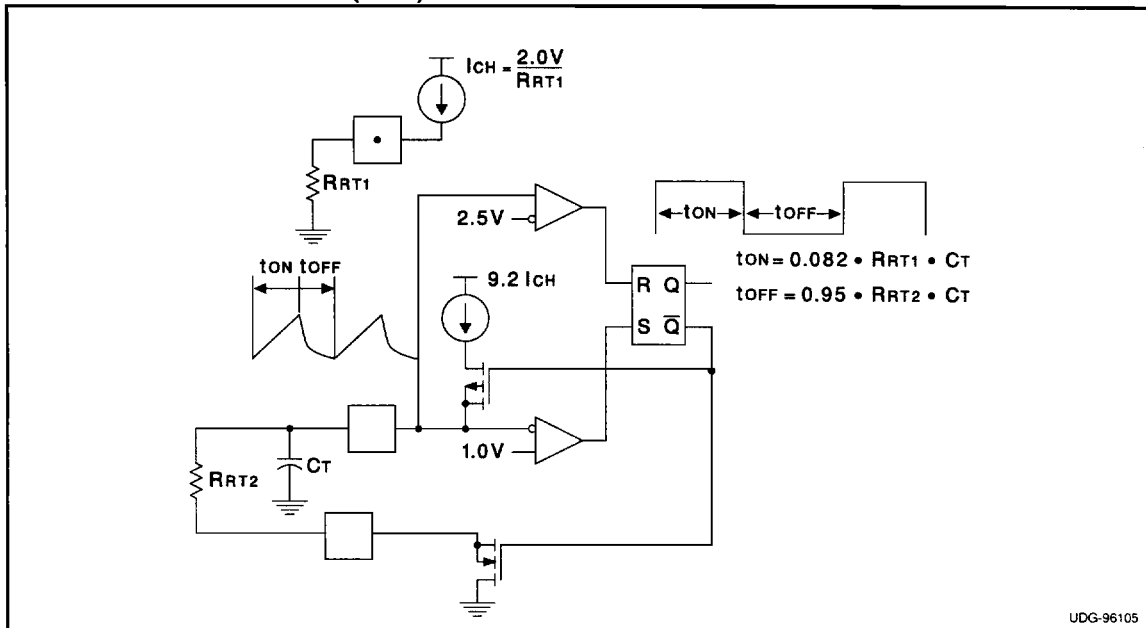 ICH = 2.0V
RRT1
RRT1
2.5V
tON
tOFF
tON = 0.082 • RRT1 • CT
tOFF = 0.95 • RRT2 • CT
tON tOFF
9.2 ICH
R Q
S Q̅
1.0V
RRT2
CT
UDG-96105